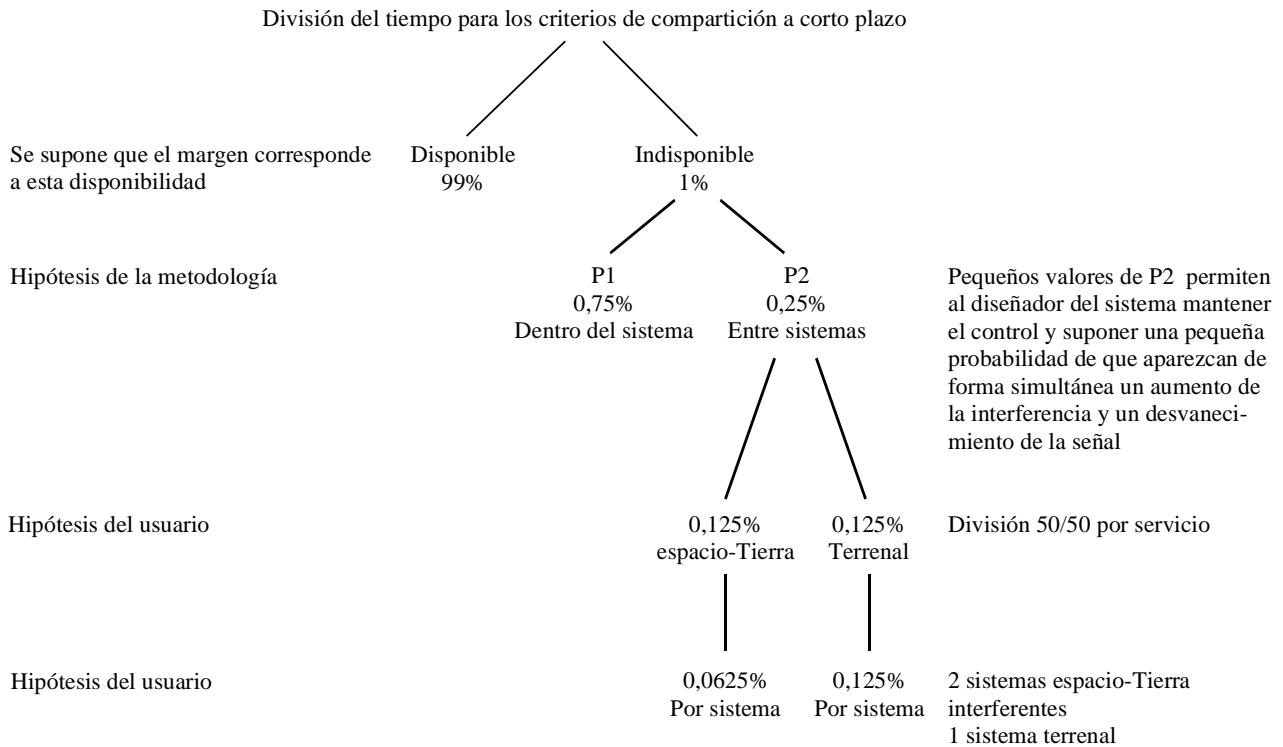 División del tiempo para los criterios de compartición a corto plazo
Se supone que el margen corresponde
a esta disponibilidad
Disponible
99%
Indisponible
1%
Hipótesis de la metodología
P1
0,75%
Dentro del sistema
P2
0,25%
Entre sistemas
Pequeños valores de P2 permiten
al diseñador del sistema mantener
el control y suponer una pequeña
probabilidad de que aparezcan de
forma simultánea un aumento de
la interferencia y un desvaneci-
miento de la señal
Hipótesis del usuario
0,125%
espacio-Tierra
0,125%
Terrenal
División 50/50 por servicio
Hipótesis del usuario
0,0625%
Por sistema
0,125%
Por sistema
2 sistemas espacio-Tierra
interferentes
1 sistema terrenal